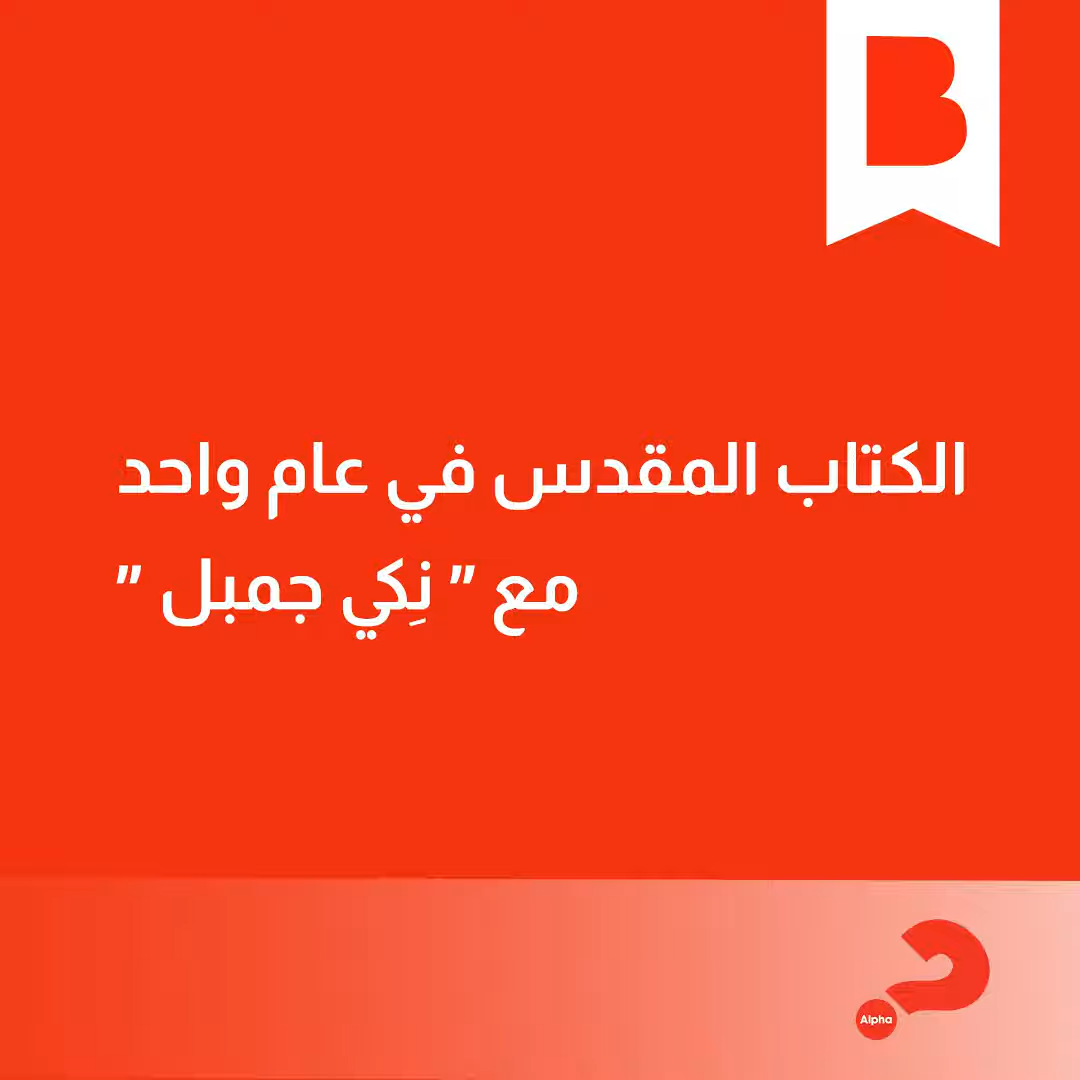 B
الكتاب المقدس في عام واحد
مع " نِكي جمبل "
Alpha